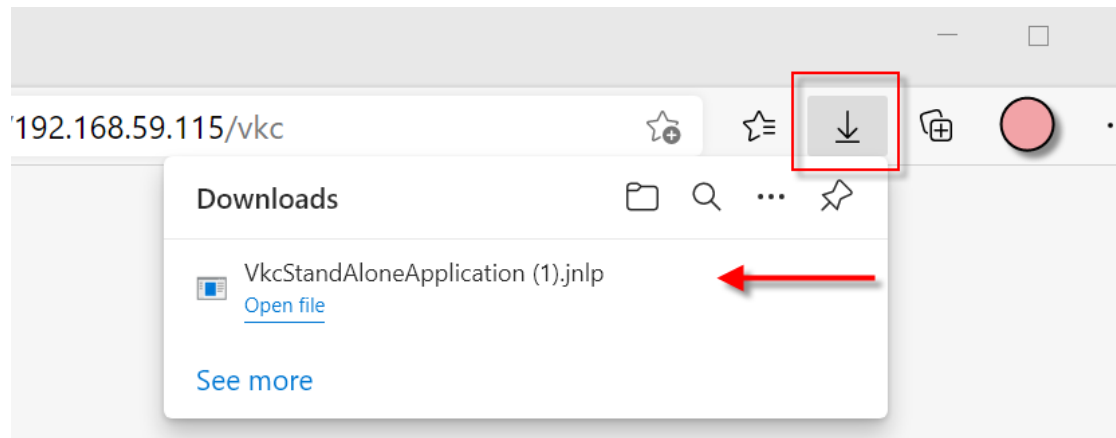 /192.168.59.115/vkc
Downloads
VkcStandAloneApplication (1).jnlp
Open file
See more